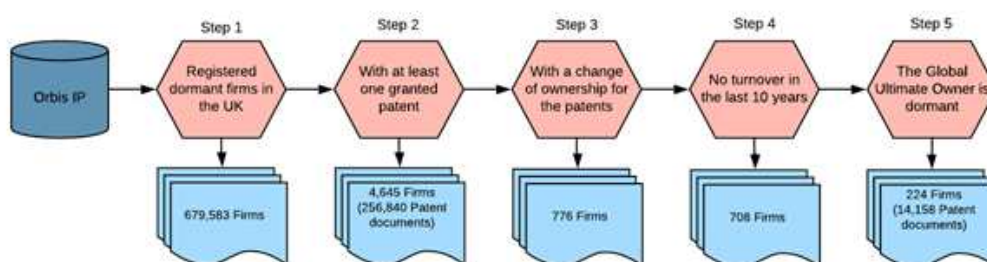 Step 1
Step 2
Step 3
Step 4
Step 5
Orbis IP
Registered
dormant firms in
the UK
With at least
one granted
patent
With a change
of ownership for
the patents
No turnover in
the last 10 years
The Global
Ultimate Owner is
dormant
679,583 Firms
4,645 Firms
(256,840 Patent
documents)
776 Firms
708 Firms
224 Firms
(14,158 Patent
documents)